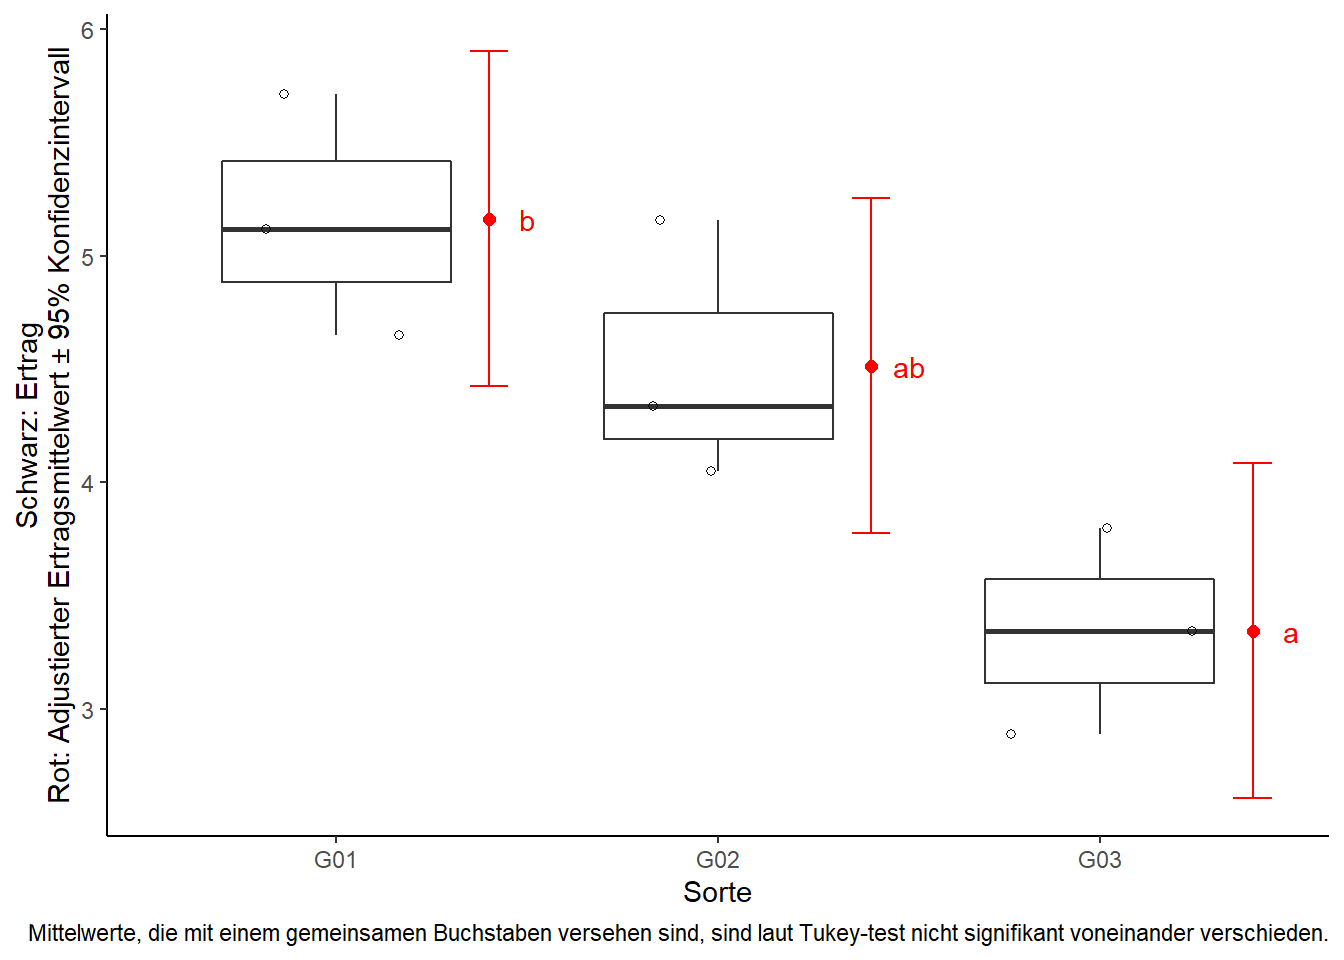 Schwarz: Ertrag
Rot: Adjustierter Ertragsmittelwert ± 95% Konfidenzintervall
6
5
4
3
b
ab
a
G01
G02
G03
Sorte
Mittelwerte, die mit einem gemeinsamen Buchstaben versehen sind, sind laut Tukey-test nicht signifikant voneinander verschieden.